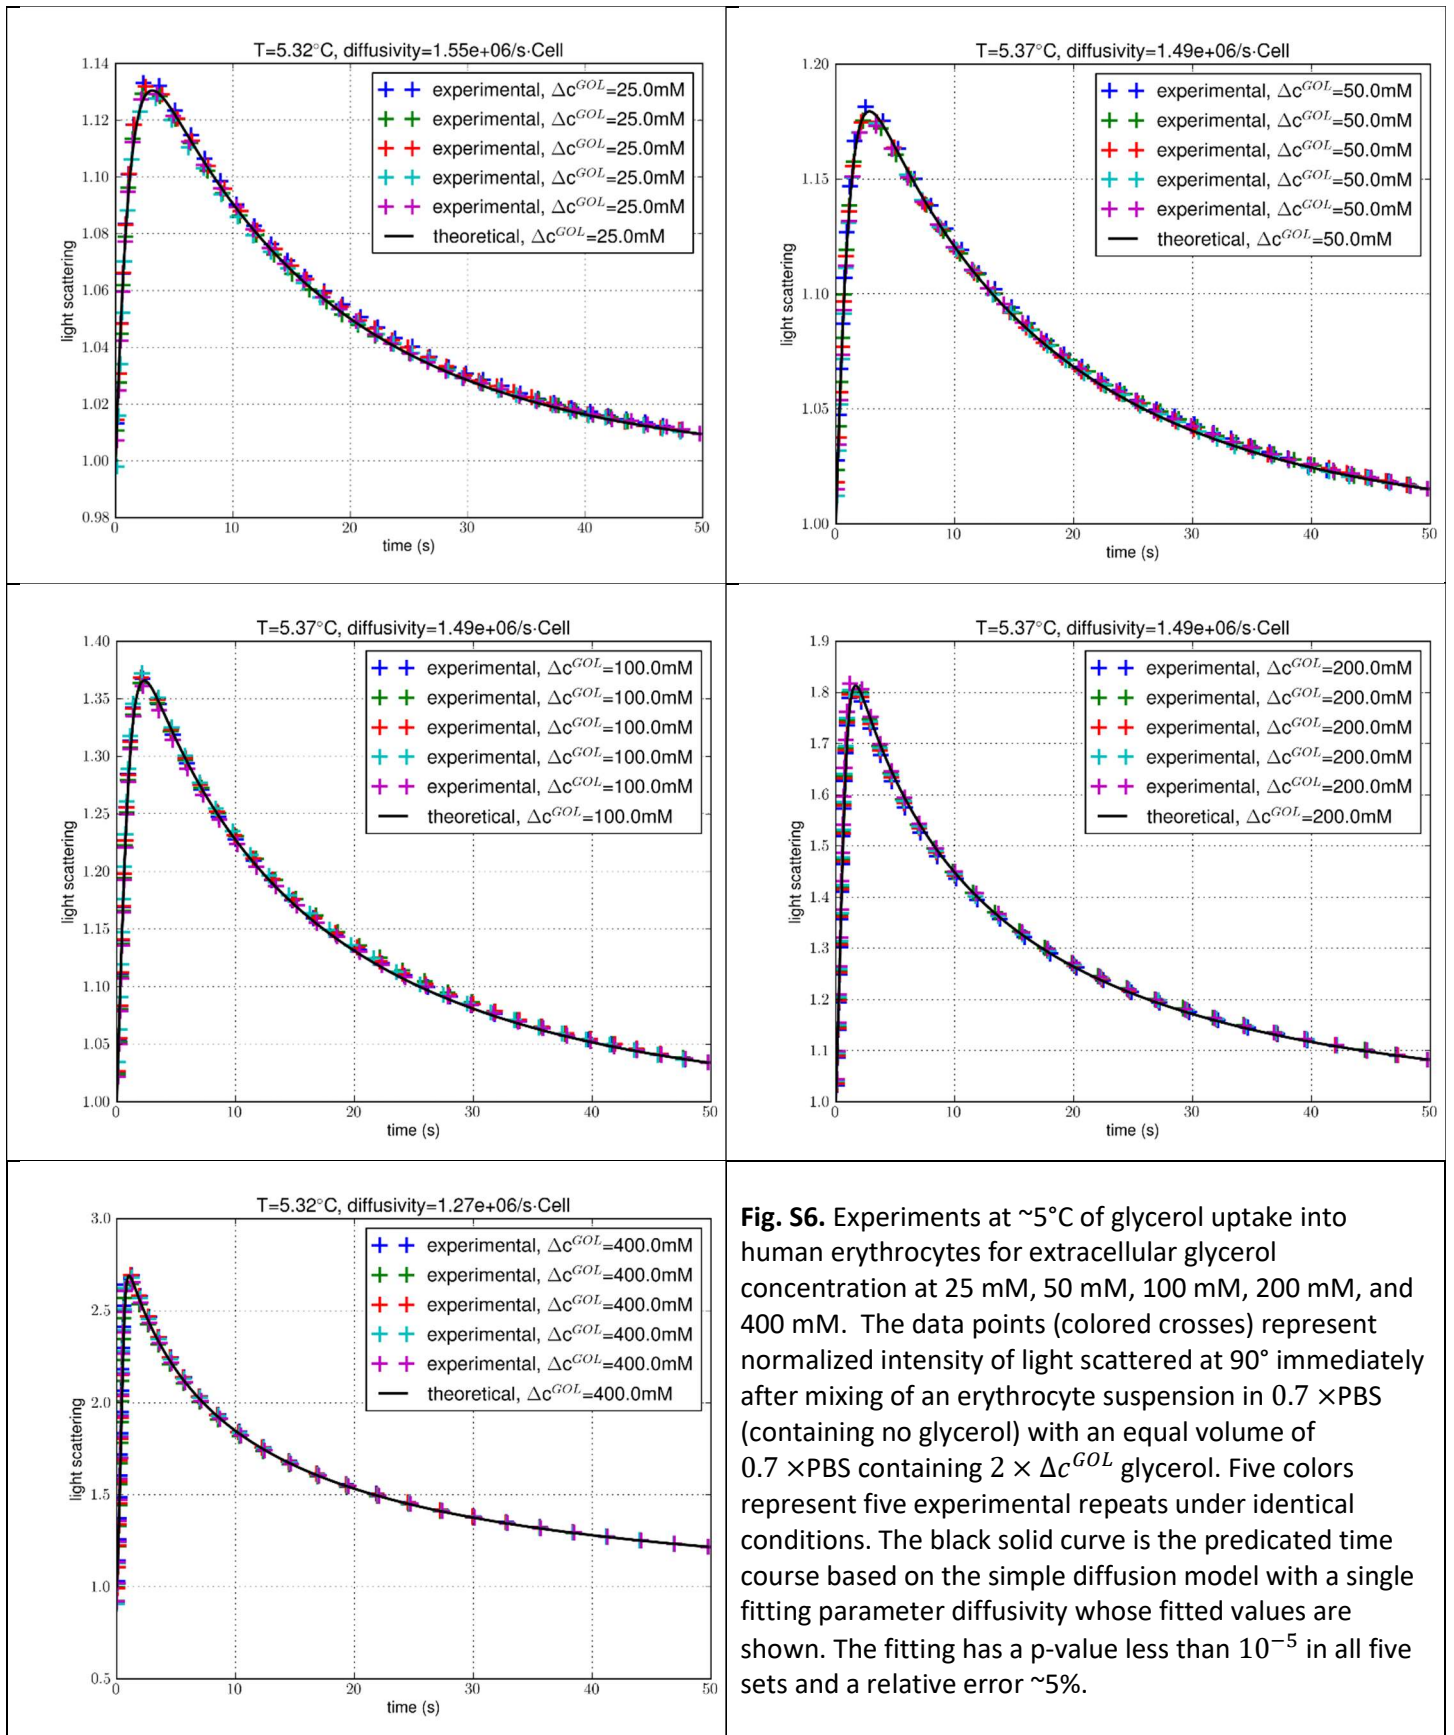 T=5.32°C, diffusivity=1.55e+06/s·Cell
1.14
1.12
1.10
1.08
1.06
1.04
1.02
1.00
0.98
light scattering
experimental, Δc^GOL=25.0mM
experimental, Δc^GOL=25.0mM
experimental, Δc^GOL=25.0mM
experimental, Δc^GOL=25.0mM
experimental, Δc^GOL=25.0mM
theoretical, Δc^GOL=25.0mM
0 10 20 30 40 50
time (s)
T=5.37°C, diffusivity=1.49e+06/s·Cell
1.20
1.15
1.10
1.05
1.00
light scattering
experimental, Δc^GOL=50.0mM
experimental, Δc^GOL=50.0mM
experimental, Δc^GOL=50.0mM
experimental, Δc^GOL=50.0mM
experimental, Δc^GOL=50.0mM
theoretical, Δc^GOL=50.0mM
0 10 20 30 40 50
time (s)
T=5.37°C, diffusivity=1.49e+06/s·Cell
1.40
1.35
1.30
1.25
1.20
1.15
1.10
1.05
1.00
light scattering
experimental, Δc^GOL=100.0mM
experimental, Δc^GOL=100.0mM
experimental, Δc^GOL=100.0mM
experimental, Δc^GOL=100.0mM
experimental, Δc^GOL=100.0mM
theoretical, Δc^GOL=100.0mM
0 10 20 30 40 50
time (s)
T=5.37°C, diffusivity=1.49e+06/s·Cell
1.9
1.8
1.7
1.6
1.5
1.4
1.3
1.2
1.1
1.0
light scattering
experimental, Δc^GOL=200.0mM
experimental, Δc^GOL=200.0mM
experimental, Δc^GOL=200.0mM
experimental, Δc^GOL=200.0mM
experimental, Δc^GOL=200.0mM
theoretical, Δc^GOL=200.0mM
0 10 20 30 40 50
time (s)
T=5.32°C, diffusivity=1.27e+06/s·Cell
3.0
2.5
2.0
1.5
1.0
0.5
light scattering
experimental, Δc^GOL=400.0mM
experimental, Δc^GOL=400.0mM
experimental, Δc^GOL=400.0mM
experimental, Δc^GOL=400.0mM
experimental, Δc^GOL=400.0mM
theoretical, Δc^GOL=400.0mM
0 10 20 30 40 50
time (s)
Fig. S6. Experiments at ~5°C of glycerol uptake into
human erythrocytes for extracellular glycerol
concentration at 25 mM, 50 mM, 100 mM, 200 mM, and
400 mM. The data points (colored crosses) represent
normalized intensity of light scattered at 90° immediately
after mixing of an erythrocyte suspension in 0.7 ×PBS
(containing no glycerol) with an equal volume of
0.7 ×PBS containing 2 × Δc^GOL glycerol. Five colors
represent five experimental repeats under identical
conditions. The black solid curve is the predicated time
course based on the simple diffusion model with a single
fitting parameter diffusivity whose fitted values are
shown. The fitting has a p-value less than 10^−5 in all five
sets and a relative error ~5%.